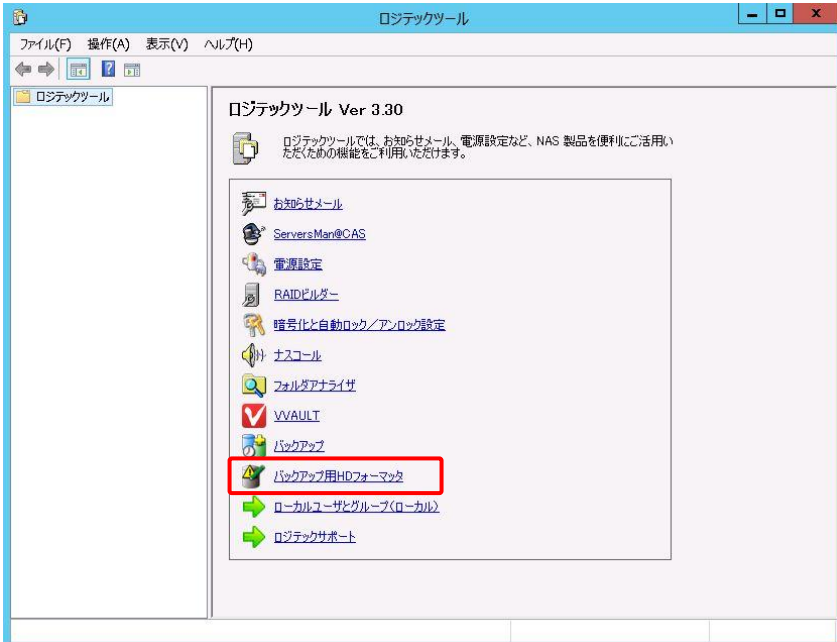 ロジテックツール
ファイル(F) 操作(A) 表示(V) ヘルプ(H)
ロジテックツール
ロジテックツール Ver 3.30
ロジテックツールでは、お知らせメール、電源設定など、NAS 製品を便利にご活用い
ただくための機能をご利用いただけます。
お知らせメール
ServersMan@CAS
電源設定
RAIDビルダー
暗号化と自動ロック/アンロック設定
ナスコール
フォルダアナライザ
VVAULT
バックアップ
バックアップ用HDフォーマッタ
ローカルユーザとグループ(ローカル)
ロジテックサポート